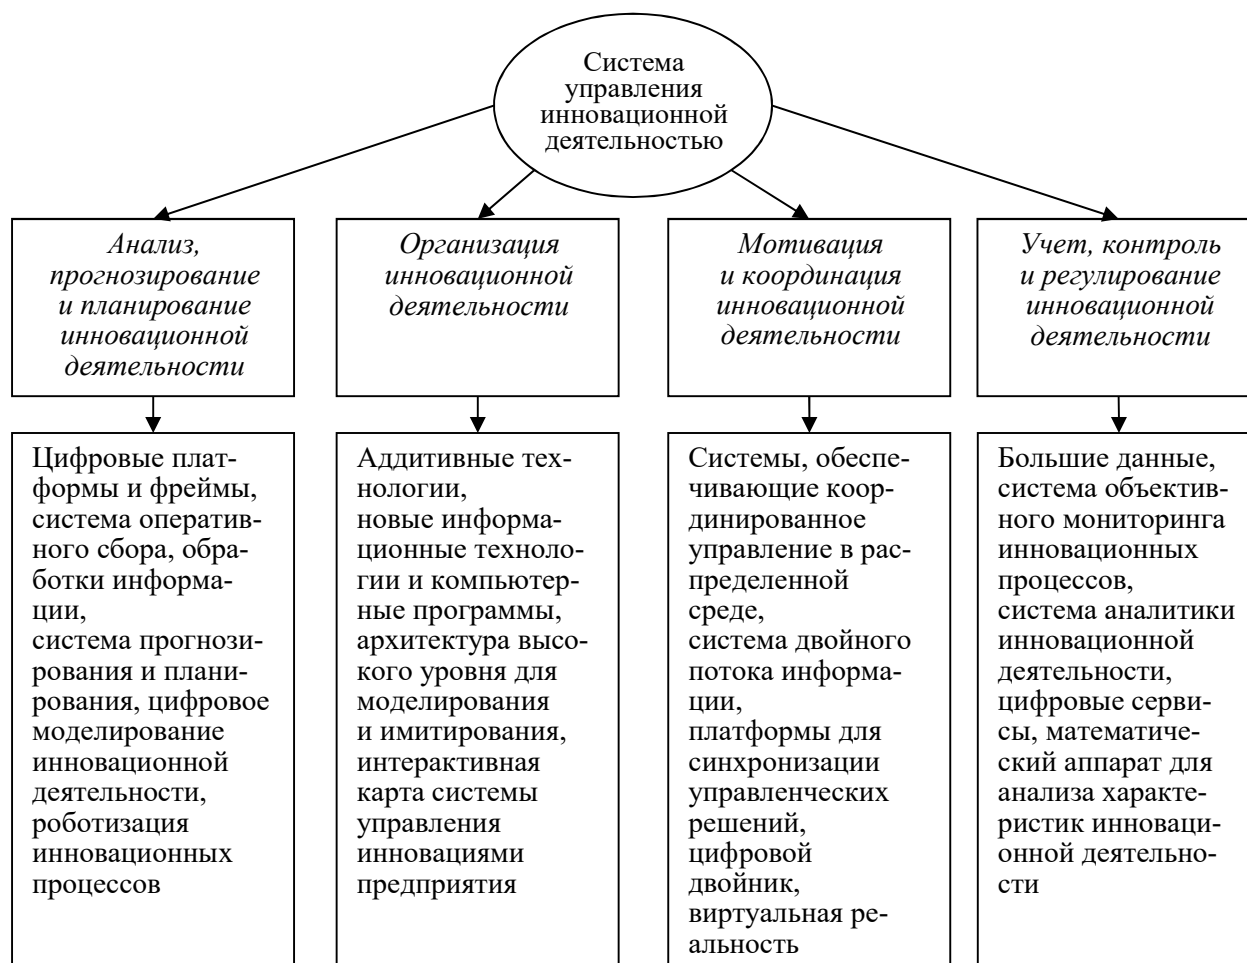 Система
управления
инновационной
деятельностью
Анализ,
прогнозирование
и планирование
инновационной
деятельности
Организация
инновационной
деятельности
Мотивация
и координация
инновационной
деятельности
Учет, контроль
и регулирование
инновационной
деятельности
Цифровые плат-
формы и фреймы,
система оператив-
ного сбора, обра-
ботки информа-
ции,
система прогнози-
рования и плани-
рования, цифровое
моделирование
инновационной
деятельности,
роботизация
инновационных
процессов
Аддитивные тех-
нологии,
новые информа-
ционные техноло-
гии и компьютер-
ные программы,
архитектура высо-
кого уровня для
моделирования
и имитирования,
интерактивная
карта системы
управления
инновациями
предприятия
Системы, обеспе-
чивающие коор-
динированное
управление в рас-
пределенной
среде,
система двойного
потока информа-
ции,
платформы для
синхронизации
управленческих
решений,
цифровой
двойник,
виртуальная ре-
альность
Большие данные,
система объектив-
ного мониторинга
инновационных
процессов,
система аналитики
инновационной
деятельности,
цифровые серви-
сы, математиче-
ский аппарат для
анализа характе-
ристик инноваци-
онной деятельно-
сти